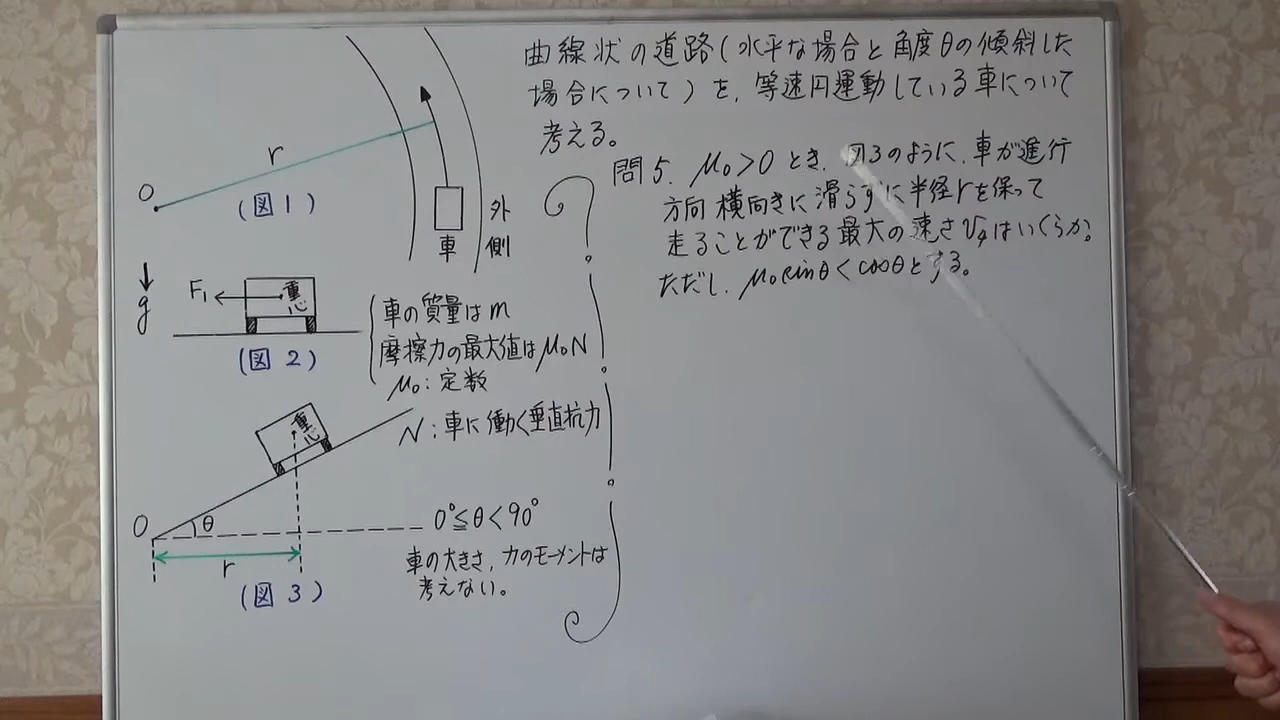 曲線状の道路(水平な場合と角度θの傾斜した
場合について)を、等速円運動している車について
考える。
問5. μ₀>0 とき、図3のように、車が進行
方向 横向きに滑らずに半径rを保って
走ることができる最大の速さ v₄はいくらか。
ただし、μ₀sinθ<cosθとする。
r
O
(図1)
車
外側
g
F₁
重心
(図2)
車の質量はm
摩擦力の最大値はμ₀N
μ₀:定数
N:車に働く垂直抗力
重心
O
θ
r
(図3)
0°≦θ<90°
車の大きさ、力のモーメントは
考えない。